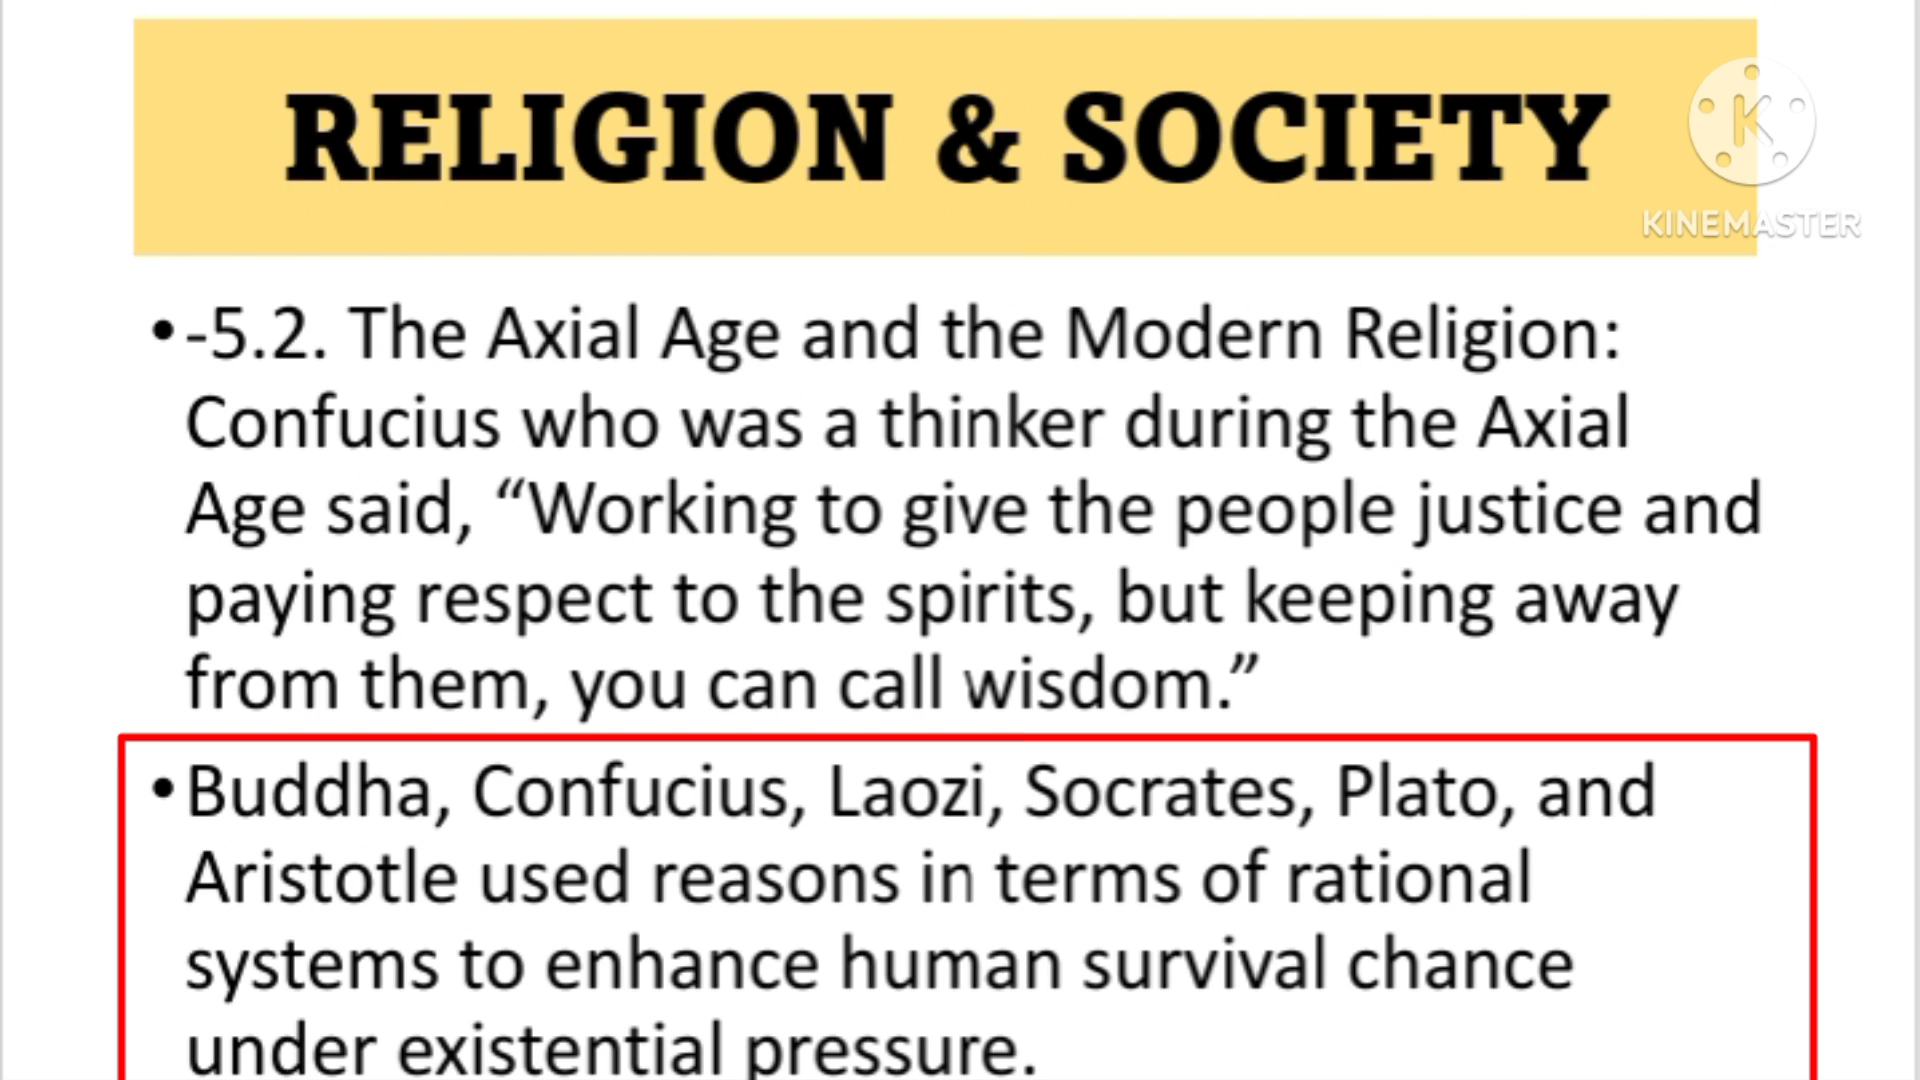 RELIGION & SOCIETY
K
KINEMASTER
•-5.2. The Axial Age and the Modern Religion:
Confucius who was a thinker during the Axial
Age said, “Working to give the people justice and
paying respect to the spirits, but keeping away
from them, you can call wisdom.”
•Buddha, Confucius, Laozi, Socrates, Plato, and
Aristotle used reasons in terms of rational
systems to enhance human survival chance
under existential pressure.